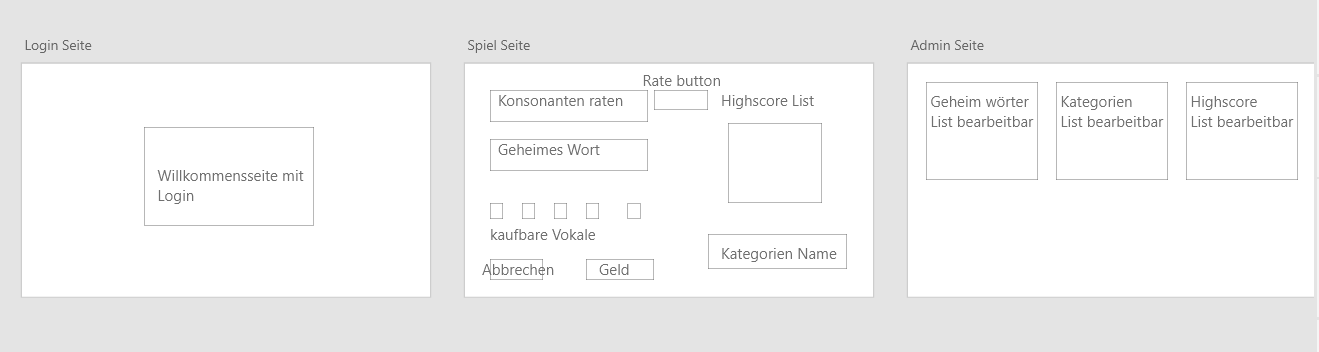 Login Seite
Willkommensseite mit
Login
Spiel Seite
Rate button
Konsonanten raten
Highscore List
Geheimes Wort
kaufbare Vokale
Kategorien Name
Abbrechen
Geld
Admin Seite
Geheim wörter
List bearbeitbar
Kategorien
List bearbeitbar
Highscore
List bearbeitbar